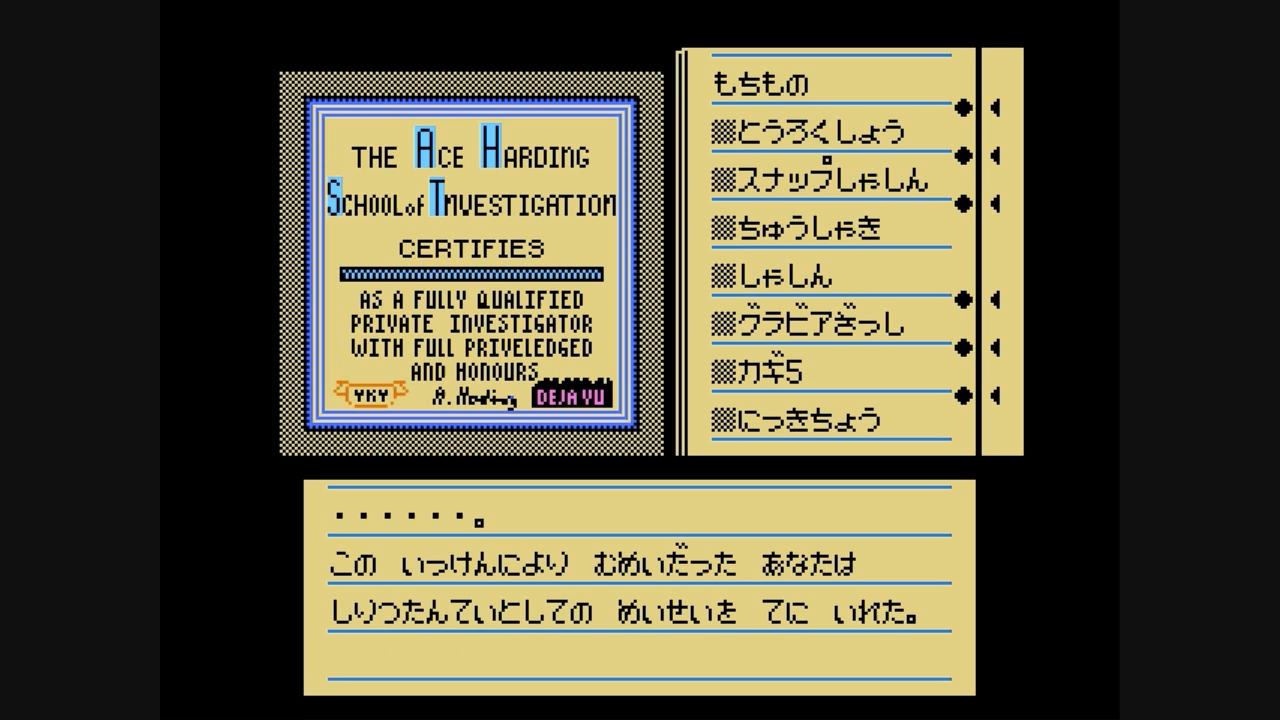 THE ACE HARDING
SCHOOL of INVESTIGATION
CERTIFIES
AS A FULLY QUALIFIED
PRIVATE INVESTIGATOR
WITH FULL PRIVELEDGED
AND HONOURS
YKY A. Harding DEJA VU
もちもの
とうろくしょう
スナップしゃしん
ちゅうしゃき
しゃしん
グラビアざっし
カギ5
にっきちょう
・・・・・・。
この いっけんにより むめいだった あなたは
しりつたんていとしての めいせいを てに いれた。